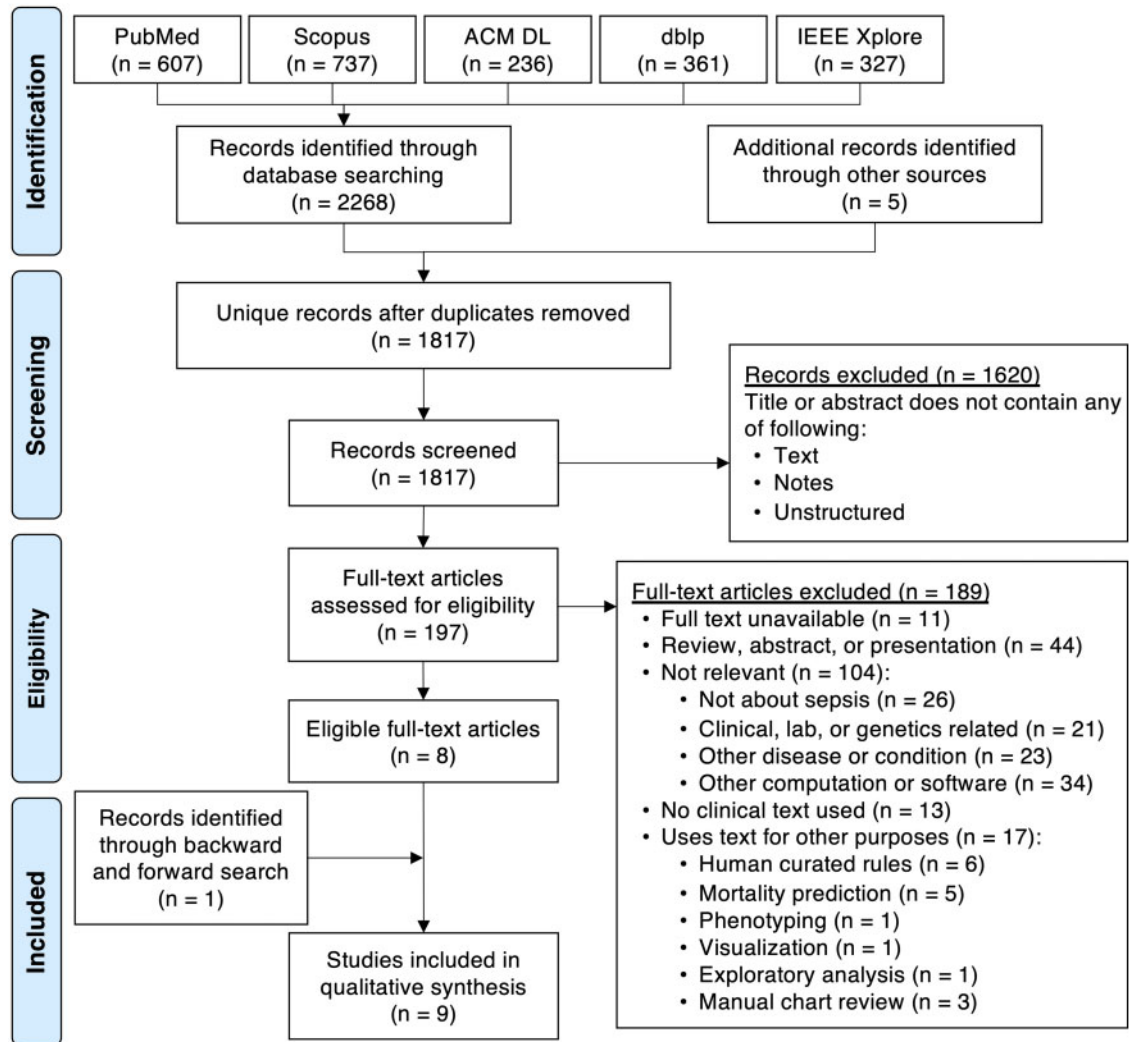 Identification
PubMed
(n = 607)
Scopus
(n = 737)
ACM DL
(n = 236)
dblp
(n = 361)
IEEE Xplore
(n = 327)
Records identified through
database searching
(n = 2268)
Additional records identified
through other sources
(n = 5)
Screening
Unique records after duplicates removed
(n = 1817)
Records screened
(n = 1817)
Records excluded (n = 1620)
Title or abstract does not contain any
of following:
• Text
• Notes
• Unstructured
Eligibility
Full-text articles
assessed for eligibility
(n = 197)
Full-text articles excluded (n = 189)
• Full text unavailable (n = 11)
• Review, abstract, or presentation (n = 44)
• Not relevant (n = 104):
• Not about sepsis (n = 26)
• Clinical, lab, or genetics related (n = 21)
• Other disease or condition (n = 23)
• Other computation or software (n = 34)
• No clinical text used (n = 13)
• Uses text for other purposes (n = 17):
• Human curated rules (n = 6)
• Mortality prediction (n = 5)
• Phenotyping (n = 1)
• Visualization (n = 1)
• Exploratory analysis (n = 1)
• Manual chart review (n = 3)
Eligible full-text articles
(n = 8)
Included
Records identified
through backward
and forward search
(n = 1)
Studies included in
qualitative synthesis
(n = 9)